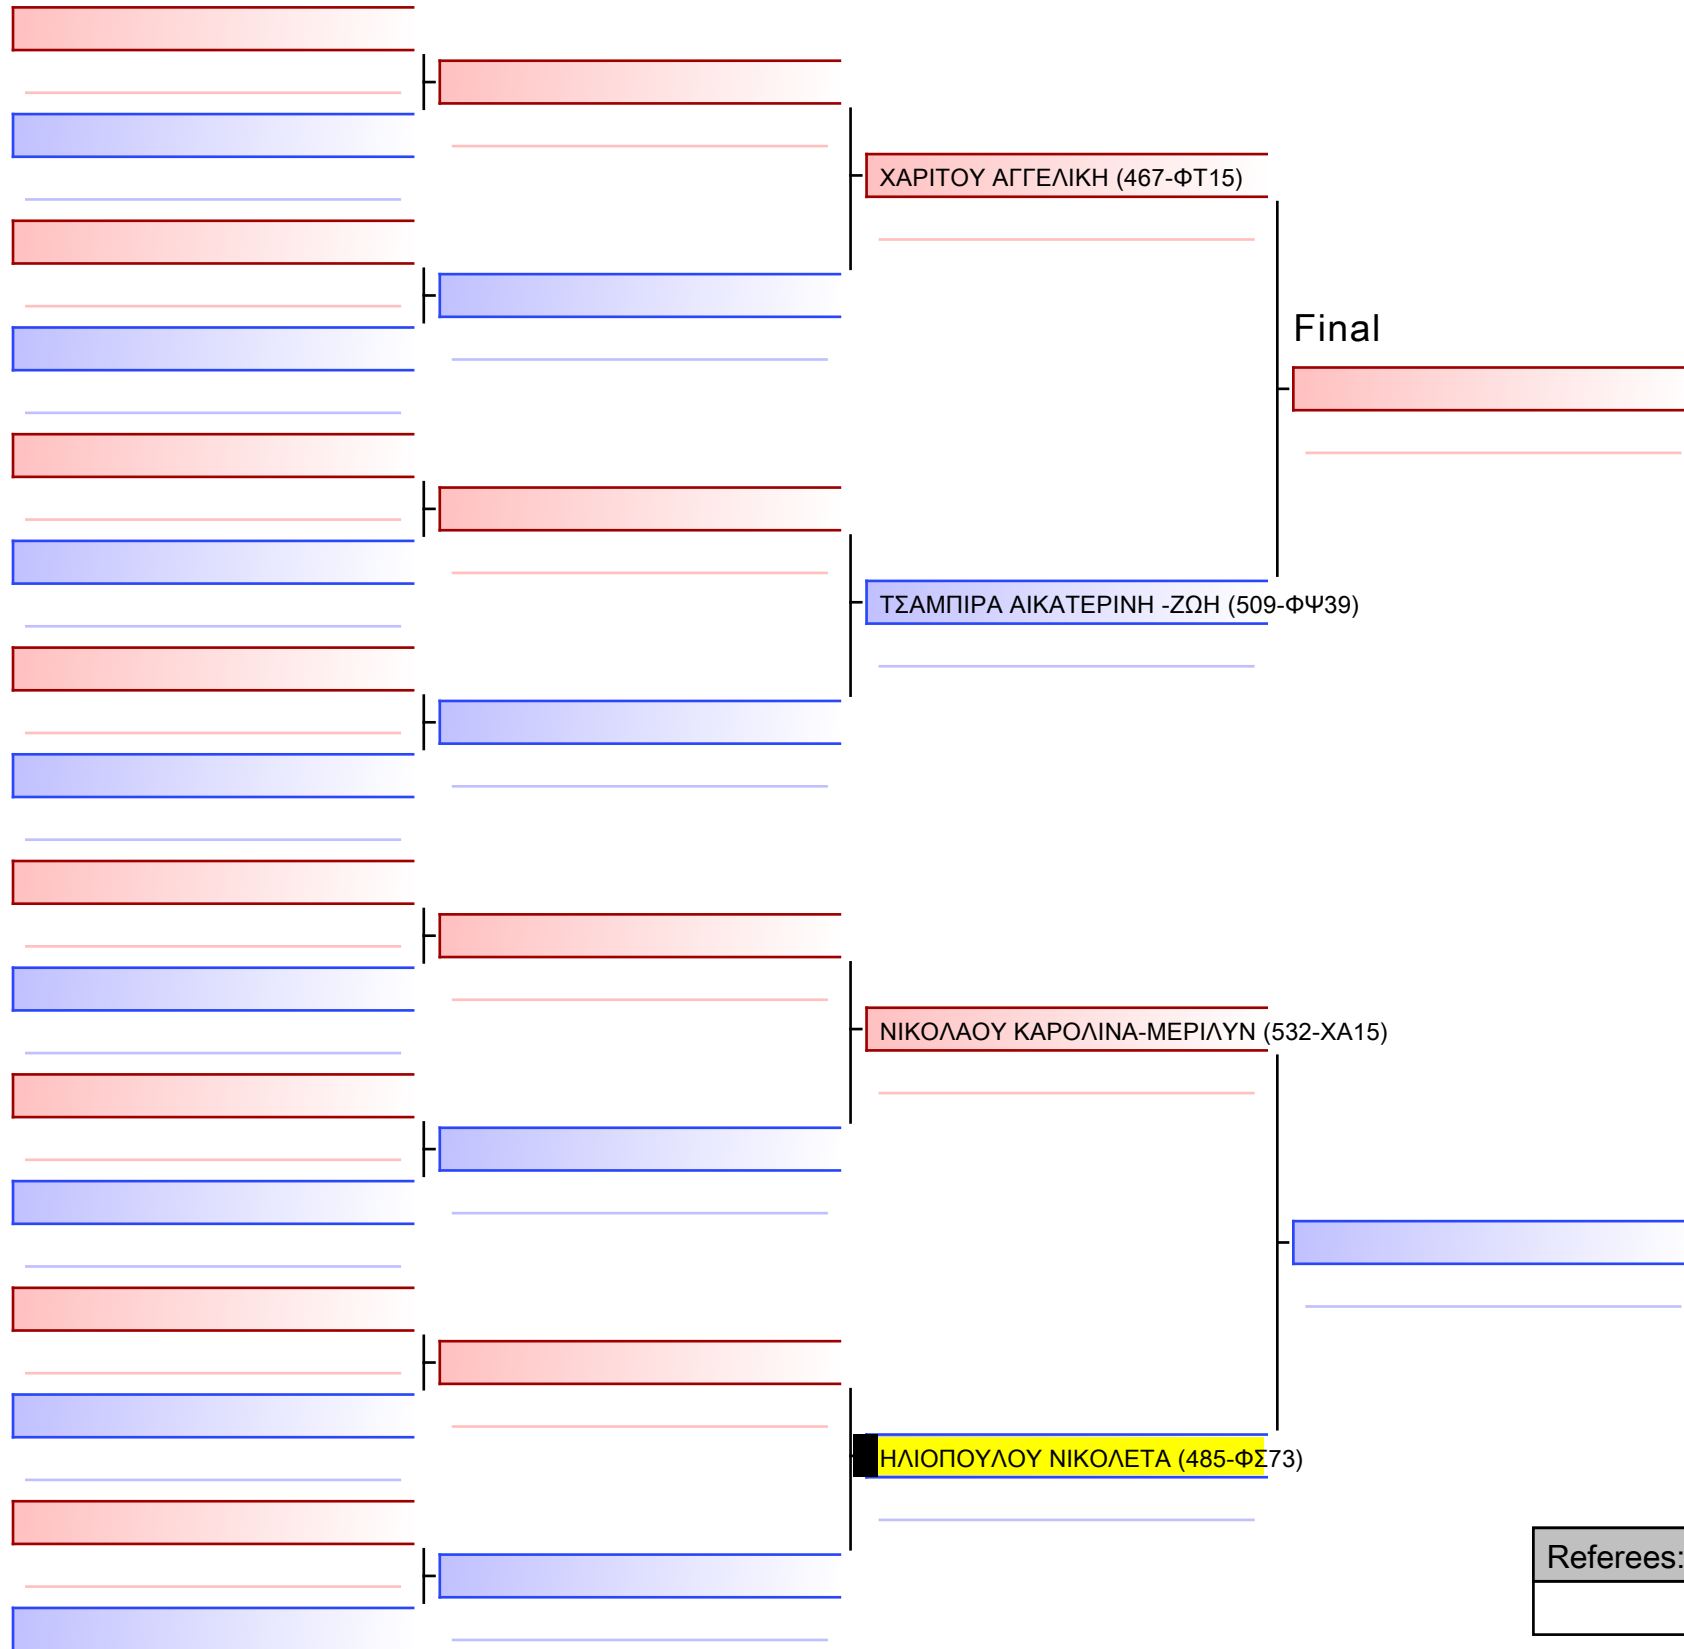 ΧΑΡΙΤΟΥ ΑΓΓΕΛΙΚΗ (467-ΦΤ15)
Final
ΤΣΑΜΠΙΡΑ ΑΙΚΑΤΕΡΙΝΗ -ΖΩΗ (509-ΦΨ39)
ΝΙΚΟΛΑΟΥ ΚΑΡΟΛΙΝΑ-ΜΕΡΙΛΥΝ (532-ΧΑ15)
ΗΛΙΟΠΟΥΛΟΥ ΝΙΚΟΛΕΤΑ (485-ΦΣ73)
Referees: